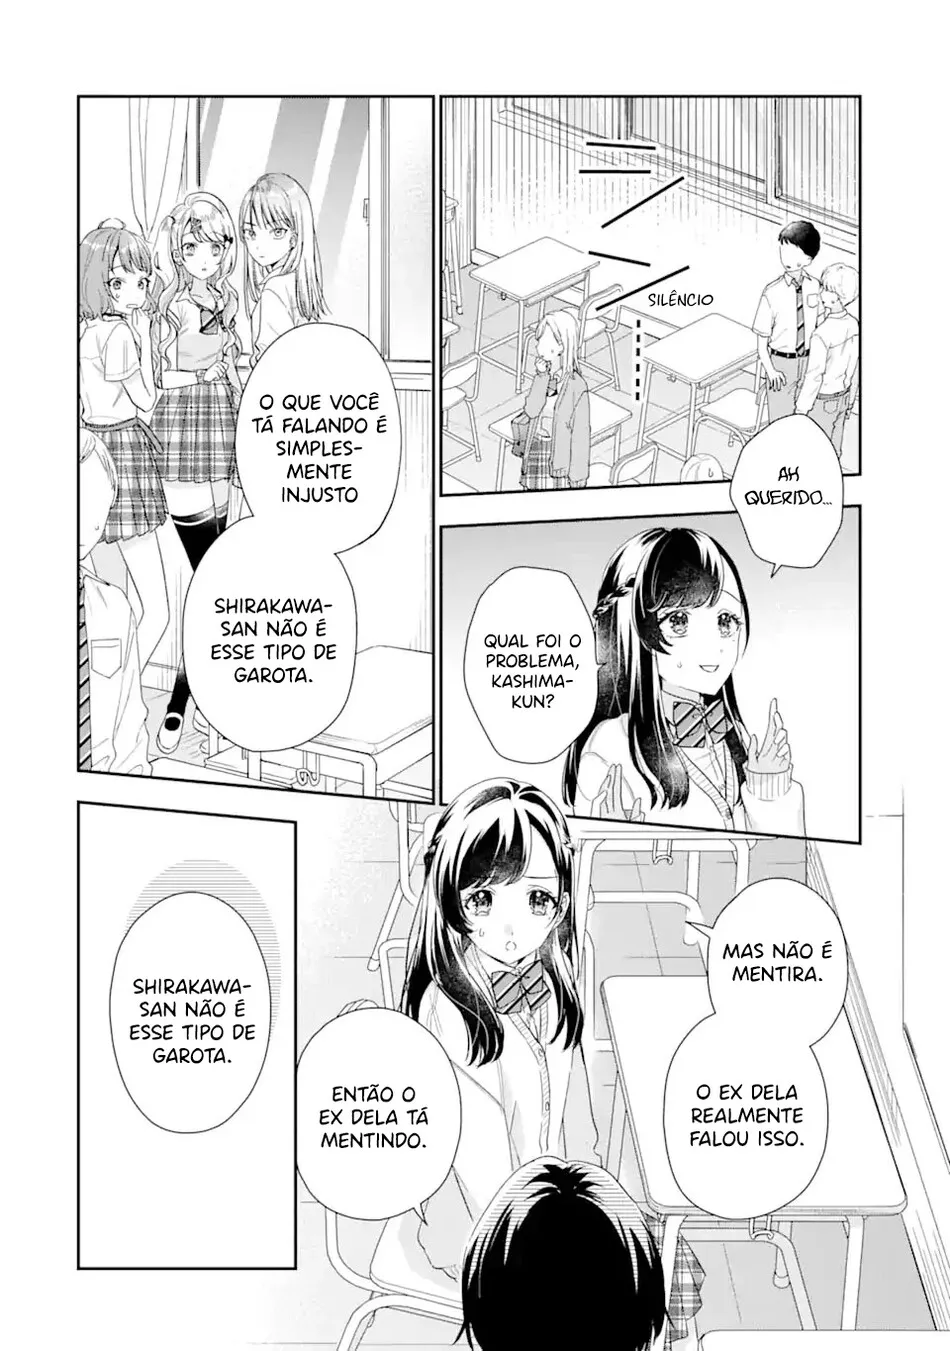 SILÊNCIO
AH
QUERIDO...
QUAL FOI O
PROBLEMA,
KASHIMA-
KUN?
O QUE VOCÊ
TÁ FALANDO É
SIMPLES-
MENTE
INJUSTO
SHIRAKAWA-
SAN NÃO É
ESSE TIPO DE
GAROTA.
MAS NÃO É
MENTIRA.
O EX DELA
REALMENTE
FALOU ISSO.
ENTÃO O
EX DELA TÁ
MENTINDO.
SHIRAKAWA-
SAN NÃO É
ESSE TIPO DE
GAROTA.